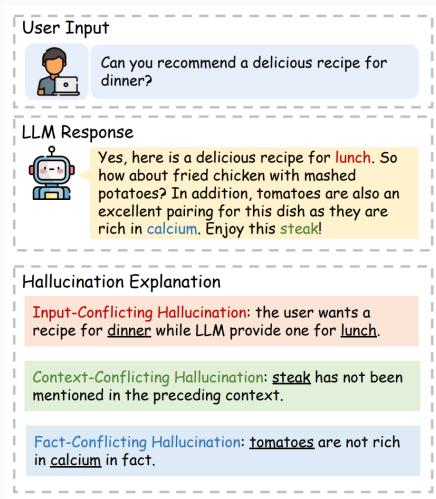 User Input
Can you recommend a delicious recipe for
dinner?
LLM Response
Yes, here is a delicious recipe for lunch. So
how about fried chicken with mashed
potatoes? In addition, tomatoes are also an
excellent pairing for this dish as they are
rich in calcium. Enjoy this steak!
Hallucination Explanation
Input-Conflicting Hallucination: the user wants a
recipe for dinner while LLM provide one for lunch.
Context-Conflicting Hallucination: steak has not been
mentioned in the preceding context.
Fact-Conflicting Hallucination: tomatoes are not rich
in calcium in fact.